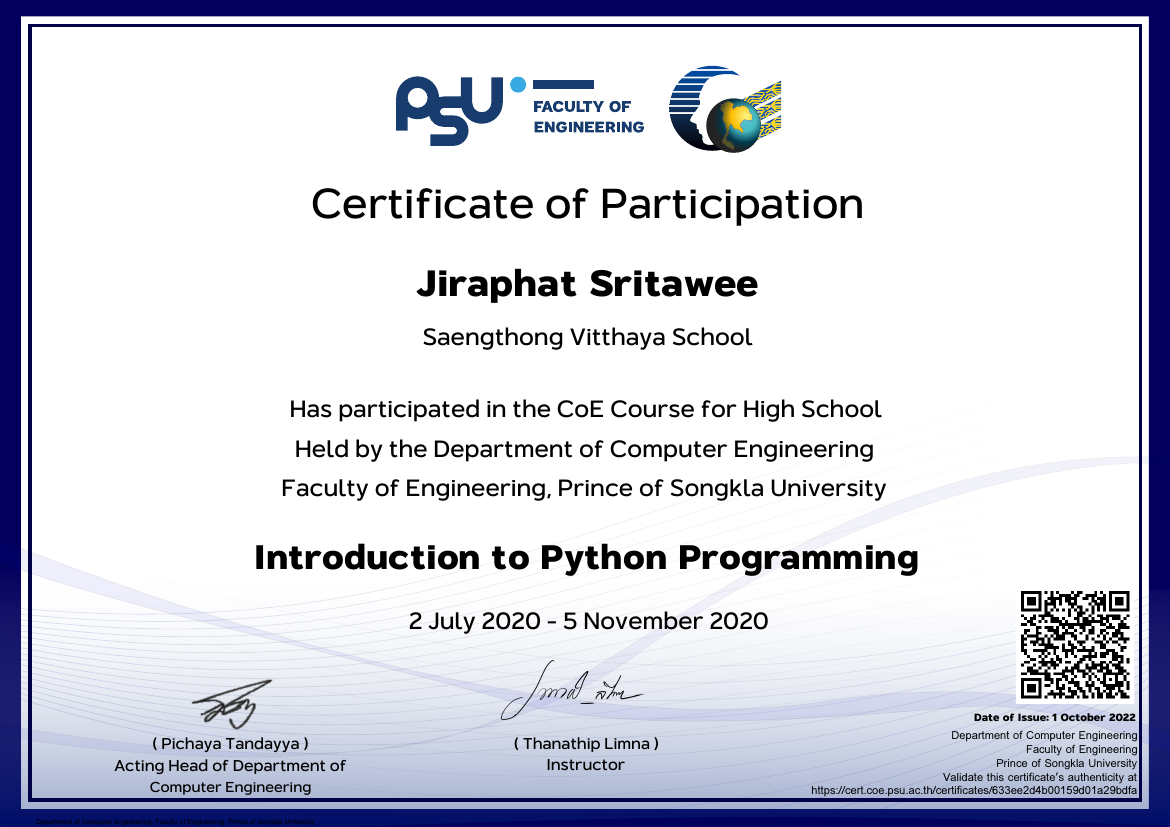 PSU
FACULTY OF
ENGINEERING
Certificate of Participation
Jiraphat Sritawee
Saengthong Vitthaya School
Has participated in the CoE Course for High School
Held by the Department of Computer Engineering
Faculty of Engineering, Prince of Songkla University
Introduction to Python Programming
2 July 2020 - 5 November 2020
( Pichaya Tandayya )
Acting Head of Department of
Computer Engineering
( Thanathip Limna )
Instructor
Date of Issue: 1 October 2022
Department of Computer Engineering
Faculty of Engineering
Prince of Songkla University
Validate this certificate's authenticity at
https://cert.coe.psu.ac.th/certificates/633ee2d4b00159d01a29bdfa
Department of Computer Engineering, Faculty of Engineering, Prince of Songkla University